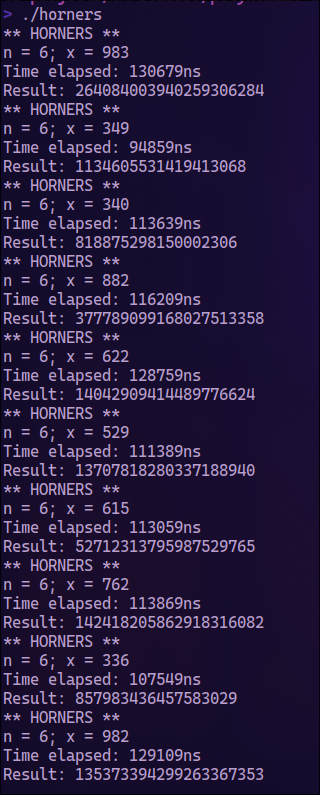 > ./horners
** HORNERS **
n = 6; x = 983
Time elapsed: 130679ns
Result: 264084003940259306284
** HORNERS **
n = 6; x = 349
Time elapsed: 94859ns
Result: 1134605531419413068
** HORNERS **
n = 6; x = 340
Time elapsed: 113639ns
Result: 818875298150002306
** HORNERS **
n = 6; x = 882
Time elapsed: 116209ns
Result: 377789099168027513358
** HORNERS **
n = 6; x = 622
Time elapsed: 128759ns
Result: 14042909414489776624
** HORNERS **
n = 6; x = 529
Time elapsed: 111389ns
Result: 13707818280337188940
** HORNERS **
n = 6; x = 615
Time elapsed: 113059ns
Result: 52712313795987529765
** HORNERS **
n = 6; x = 762
Time elapsed: 113869ns
Result: 142418205862918316082
** HORNERS **
n = 6; x = 336
Time elapsed: 107549ns
Result: 857983436457583029
** HORNERS **
n = 6; x = 982
Time elapsed: 129109ns
Result: 135373394299263367353